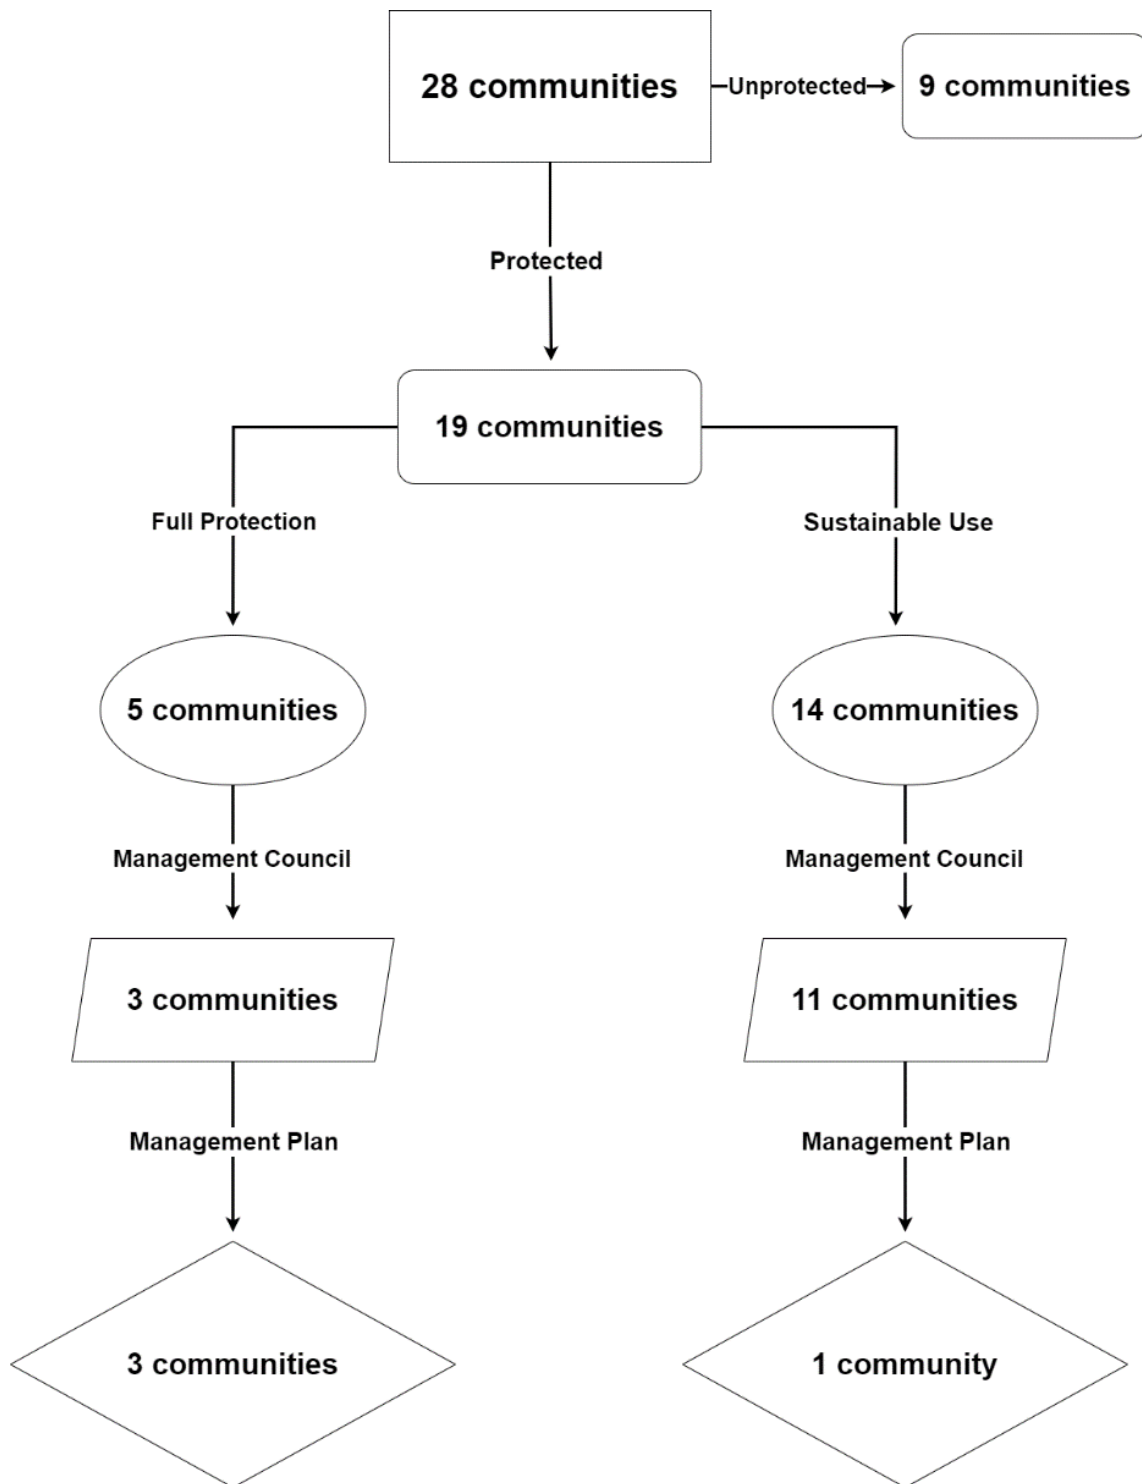 28 communities
Unprotected
9 communities
Protected
19 communities
Full Protection
Sustainable Use
5 communities
14 communities
Management Council
Management Council
3 communities
11 communities
Management Plan
Management Plan
3 communities
1 community